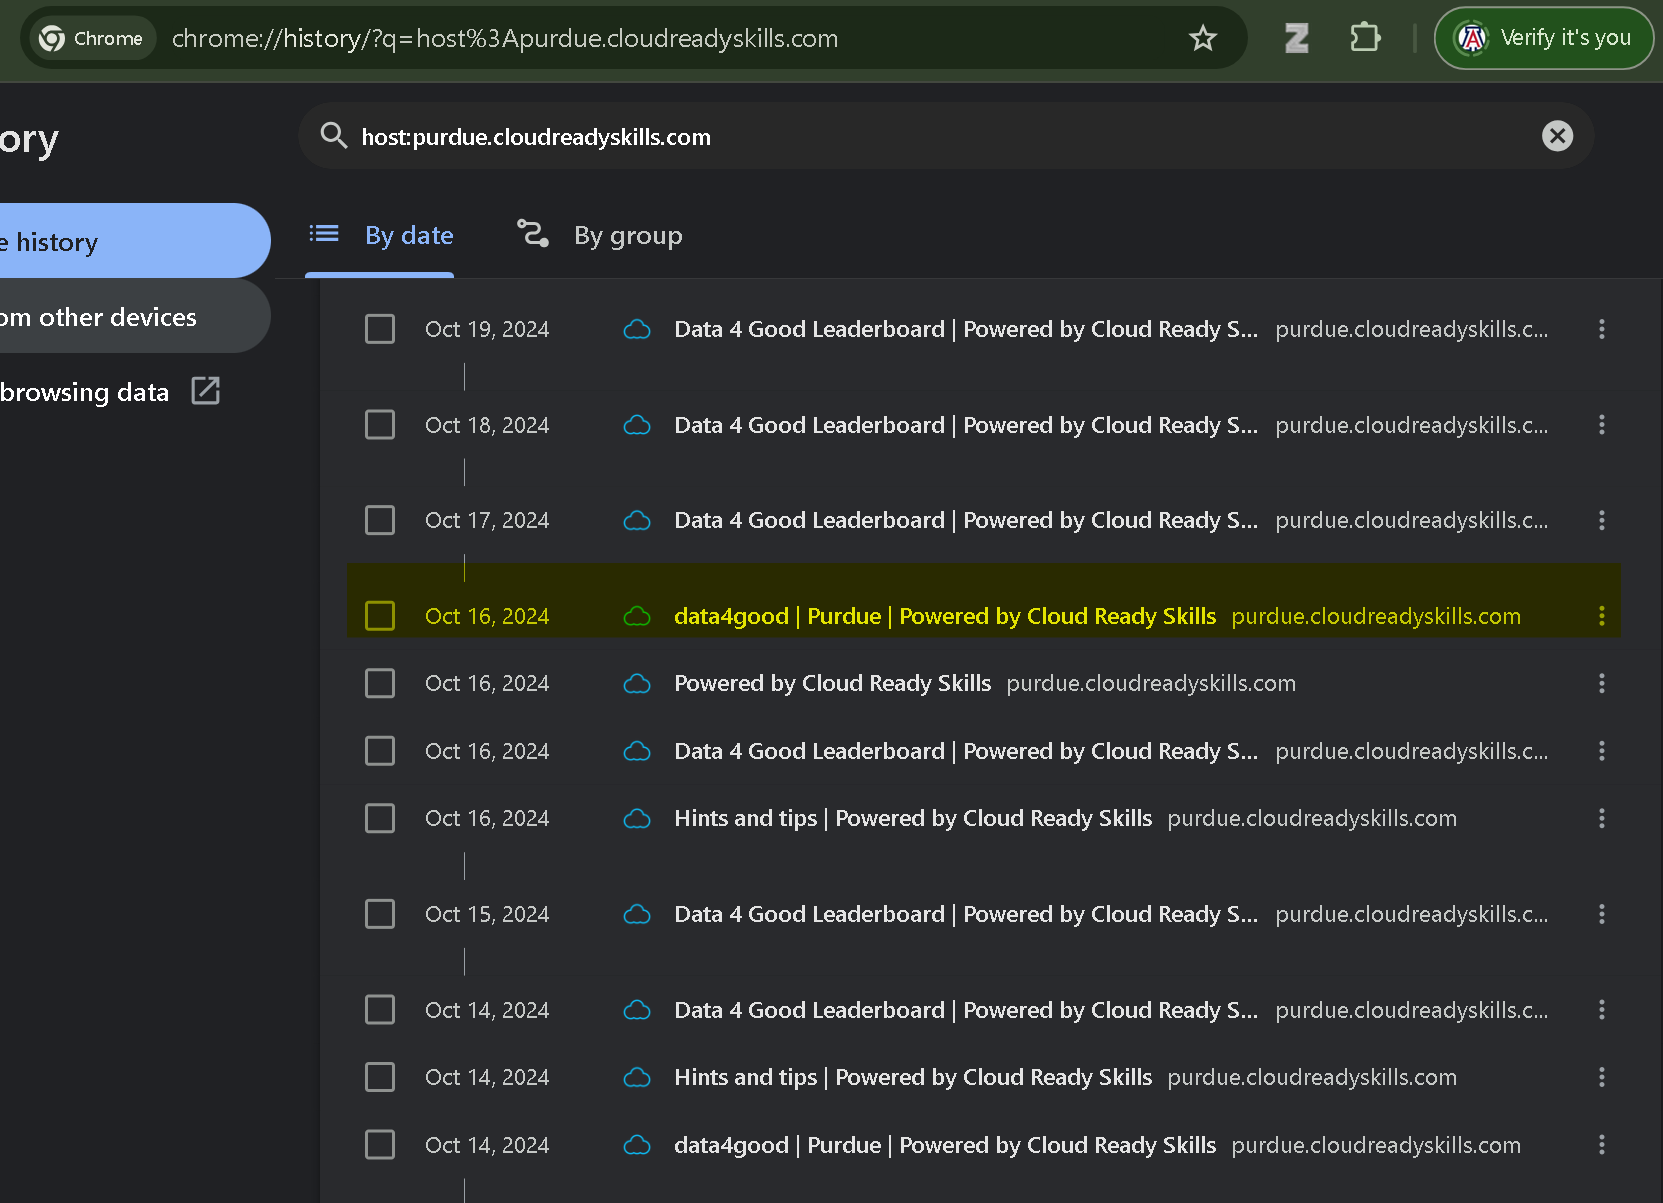 Chrome chrome://history/?q=host%3Apurdue.cloudreadyskills.com Verify it's you
ory
host:purdue.cloudreadyskills.com
By date By group
e history
om other devices
browsing data
Oct 19, 2024 Data 4 Good Leaderboard | Powered by Cloud Ready S... purdue.cloudreadyskills.c...
Oct 18, 2024 Data 4 Good Leaderboard | Powered by Cloud Ready S... purdue.cloudreadyskills.c...
Oct 17, 2024 Data 4 Good Leaderboard | Powered by Cloud Ready S... purdue.cloudreadyskills.c...
Oct 16, 2024 data4good | Purdue | Powered by Cloud Ready Skills purdue.cloudreadyskills.com
Oct 16, 2024 Powered by Cloud Ready Skills purdue.cloudreadyskills.com
Oct 16, 2024 Data 4 Good Leaderboard | Powered by Cloud Ready S... purdue.cloudreadyskills.c...
Oct 16, 2024 Hints and tips | Powered by Cloud Ready Skills purdue.cloudreadyskills.com
Oct 15, 2024 Data 4 Good Leaderboard | Powered by Cloud Ready S... purdue.cloudreadyskills.c...
Oct 14, 2024 Data 4 Good Leaderboard | Powered by Cloud Ready S... purdue.cloudreadyskills.c...
Oct 14, 2024 Hints and tips | Powered by Cloud Ready Skills purdue.cloudreadyskills.com
Oct 14, 2024 data4good | Purdue | Powered by Cloud Ready Skills purdue.cloudreadyskills.com